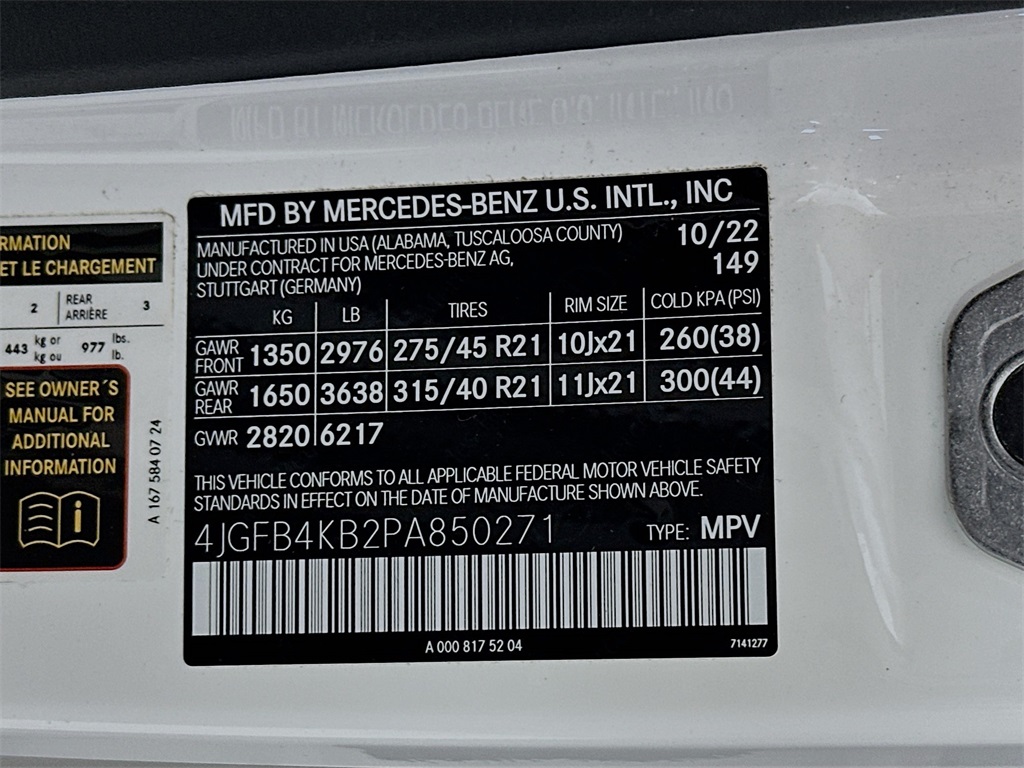 MFD BY MERCEDES-BENZ U.S. INTL., INC
MANUFACTURED IN USA (ALABAMA, TUSCALOOSA COUNTY) 10/22
UNDER CONTRACT FOR MERCEDES-BENZ AG, 149
STUTTGART (GERMANY)
KG LB TIRES RIM SIZE COLD KPA (PSI)
GAWR FRONT 1350 2976 275/45 R21 10Jx21 260(38)
GAWR REAR 1650 3638 315/40 R21 11Jx21 300(44)
GVWR 2820 6217
THIS VEHICLE CONFORMS TO ALL APPLICABLE FEDERAL MOTOR VEHICLE SAFETY
STANDARDS IN EFFECT ON THE DATE OF MANUFACTURE SHOWN ABOVE.
4JGFB4KB2PA850271 TYPE: MPV
A 000 817 52 04 7141277
ET LE CHARGEMENT
2 REAR ARRIÈRE 3
443 kg or kg ou 977 lbs. lb.
SEE OWNER´S
MANUAL FOR
ADDITIONAL
INFORMATION
i
A 167 584 07 24